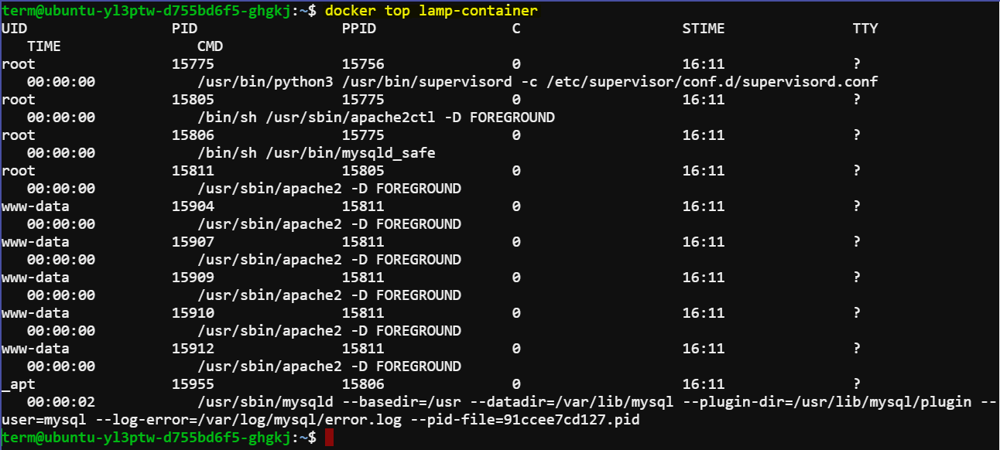 term@ubuntu-yl3ptw-d755bd6f5-ghgkj:~$ docker top lamp-container
UID                 PID                 PPID                C                   STIME               TTY
   TIME                CMD
root                15775               15756               0                   16:11               ?
   00:00:00            /usr/bin/python3 /usr/bin/supervisord -c /etc/supervisor/conf.d/supervisord.conf
root                15805               15775               0                   16:11               ?
   00:00:00            /bin/sh /usr/sbin/apache2ctl -D FOREGROUND
root                15806               15775               0                   16:11               ?
   00:00:00            /bin/sh /usr/bin/mysqld_safe
root                15811               15805               0                   16:11               ?
   00:00:00            /usr/sbin/apache2 -D FOREGROUND
www-data            15904               15811               0                   16:11               ?
   00:00:00            /usr/sbin/apache2 -D FOREGROUND
www-data            15907               15811               0                   16:11               ?
   00:00:00            /usr/sbin/apache2 -D FOREGROUND
www-data            15909               15811               0                   16:11               ?
   00:00:00            /usr/sbin/apache2 -D FOREGROUND
www-data            15910               15811               0                   16:11               ?
   00:00:00            /usr/sbin/apache2 -D FOREGROUND
www-data            15912               15811               0                   16:11               ?
   00:00:00            /usr/sbin/apache2 -D FOREGROUND
_apt                15955               15806               0                   16:11               ?
   00:00:02            /usr/sbin/mysqld --basedir=/usr --datadir=/var/lib/mysql --plugin-dir=/usr/lib/mysql/plugin --
user=mysql --log-error=/var/log/mysql/error.log --pid-file=91ccee7cd127.pid
term@ubuntu-yl3ptw-d755bd6f5-ghgkj:~$